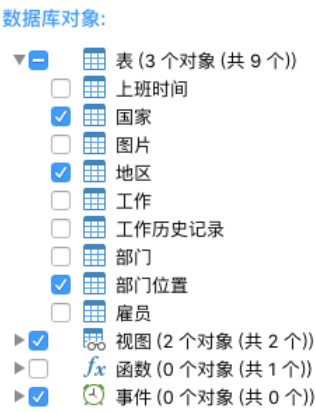 数据库对象:
表 (3 个对象 (共 9 个))
上班时间
国家
图片
地区
工作
工作历史记录
部门
部门位置
雇员
视图 (2 个对象 (共 2 个))
fx 函数 (0 个对象 (共 1 个))
事件 (0 个对象 (共 0 个))